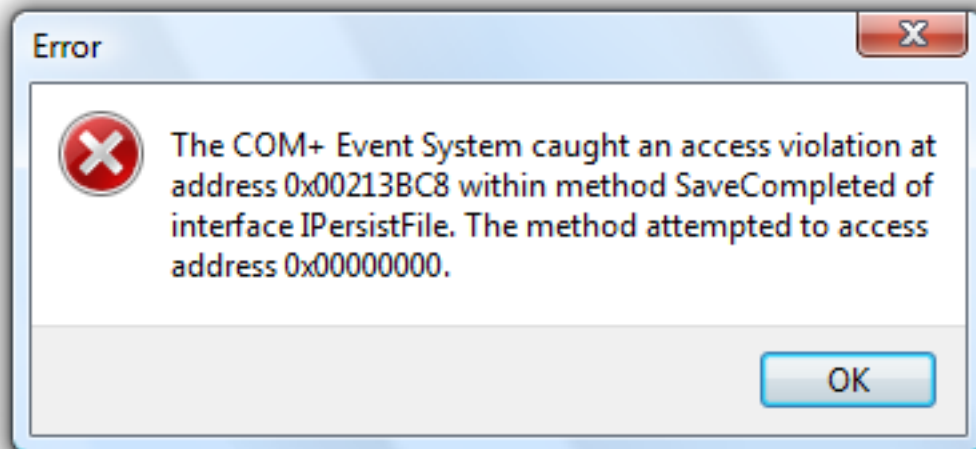 Error
The COM+ Event System caught an access violation at
address 0x00213BC8 within method SaveCompleted of
interface IPersistFile. The method attempted to access
address 0x00000000.
OK